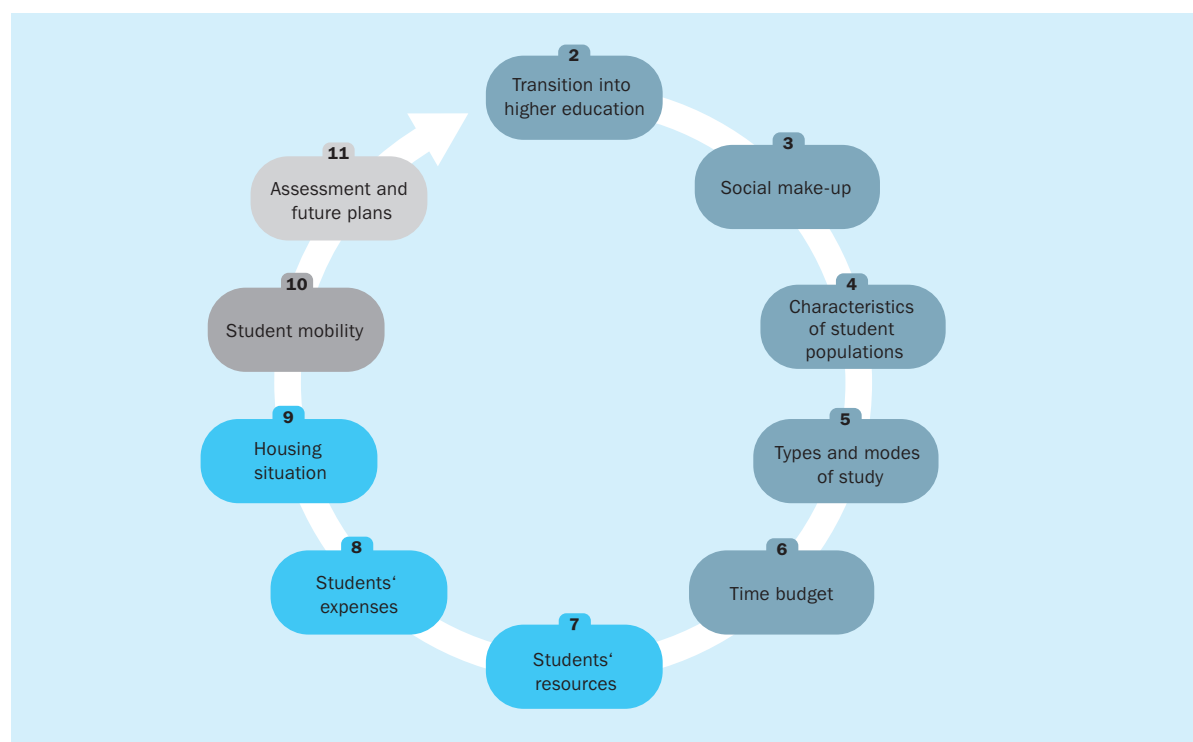 2
Transition into
higher education
3
Social make-up
4
Characteristics
of student
populations
5
Types and modes
of study
6
Time budget
7
Students‘
resources
8
Students‘
expenses
9
Housing
situation
10
Student mobility
11
Assessment and
future plans